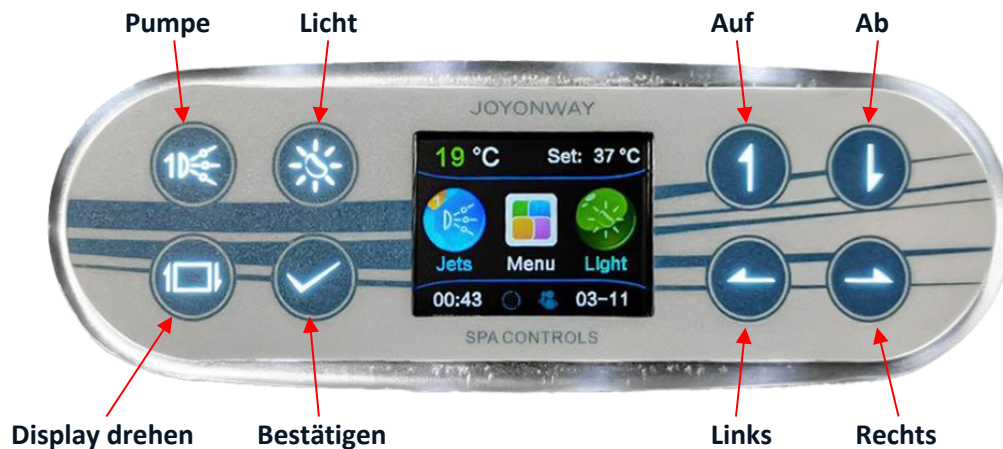 Pumpe Licht Auf Ab
JOYONWAY
19 °C Set: 37 °C
Jets Menu Light
00:43 03-11
SPA CONTROLS
Display drehen Bestätigen Links Rechts